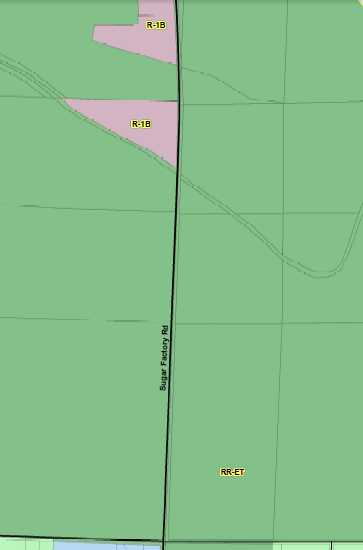 R-1B
R-1B
Sugar Factory Rd
RR-ET